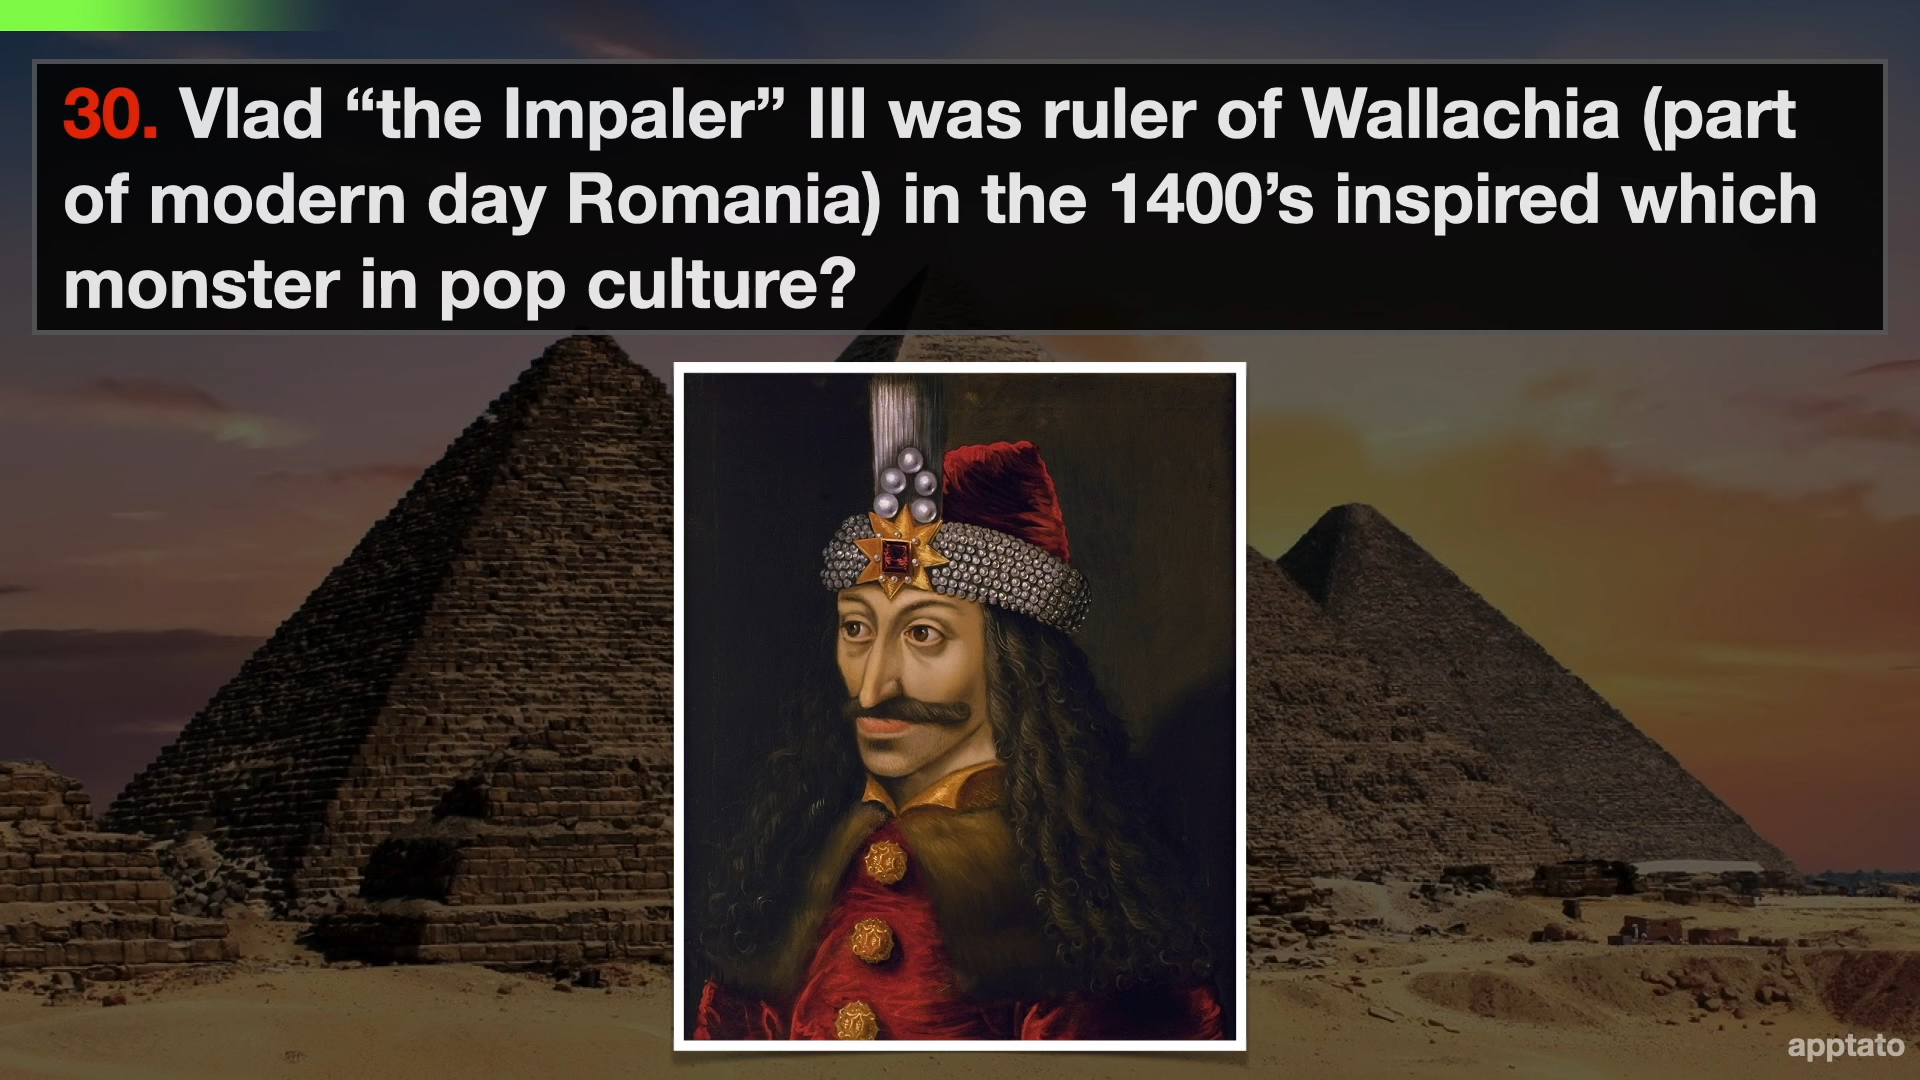 30. Vlad “the Impaler” III was ruler of Wallachia (part
of modern day Romania) in the 1400’s inspired which
monster in pop culture?
apptato